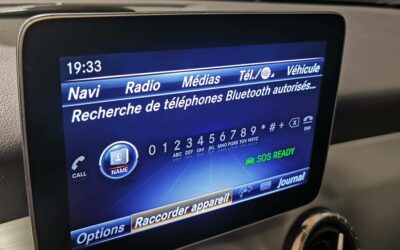 19:33
Navi Radio Médias Tél./ Véhicule
Recherche de téléphones Bluetooth autorisés...
0 1 2 3 4 5 6 7 8 9 * # +
ABC DEF GHI JKL MNO PQRS TUV WXYZ
CALL NAME END
SOS READY
Options Raccorder appareil Journal